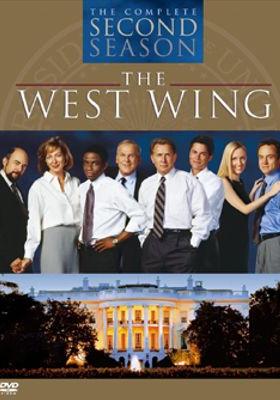 THE COMPLETE
SECOND
SEASON
THE
WEST WING
DVD